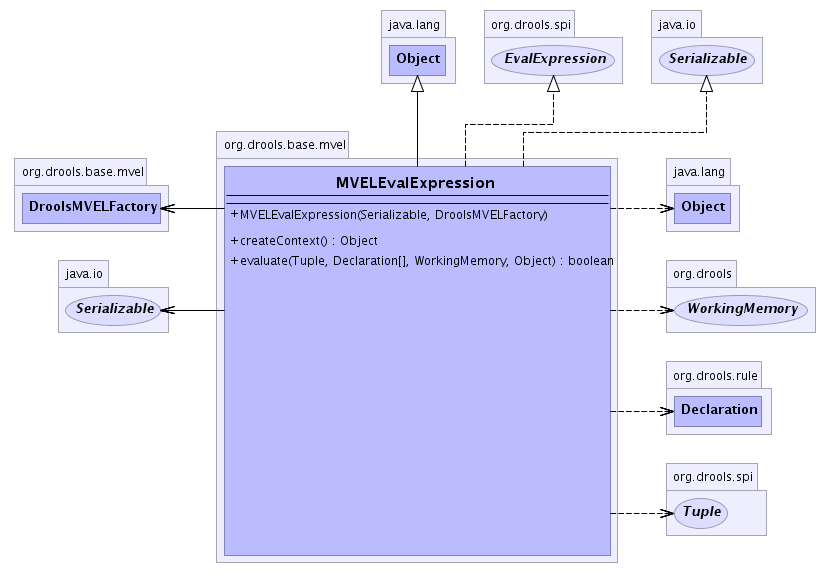 java.lang
Object
org.drools.spi
EvalExpression
java.io
Serializable
org.drools.base.mvel
MVELEvalExpression
+MVELEvalExpression(Serializable, DroolsMVELFactory)
+createContext() : Object
+evaluate(Tuple, Declaration[], WorkingMemory, Object) : boolean
org.drools.base.mvel
DroolsMVELFactory
java.io
Serializable
java.lang
Object
org.drools
WorkingMemory
org.drools.rule
Declaration
org.drools.spi
Tuple